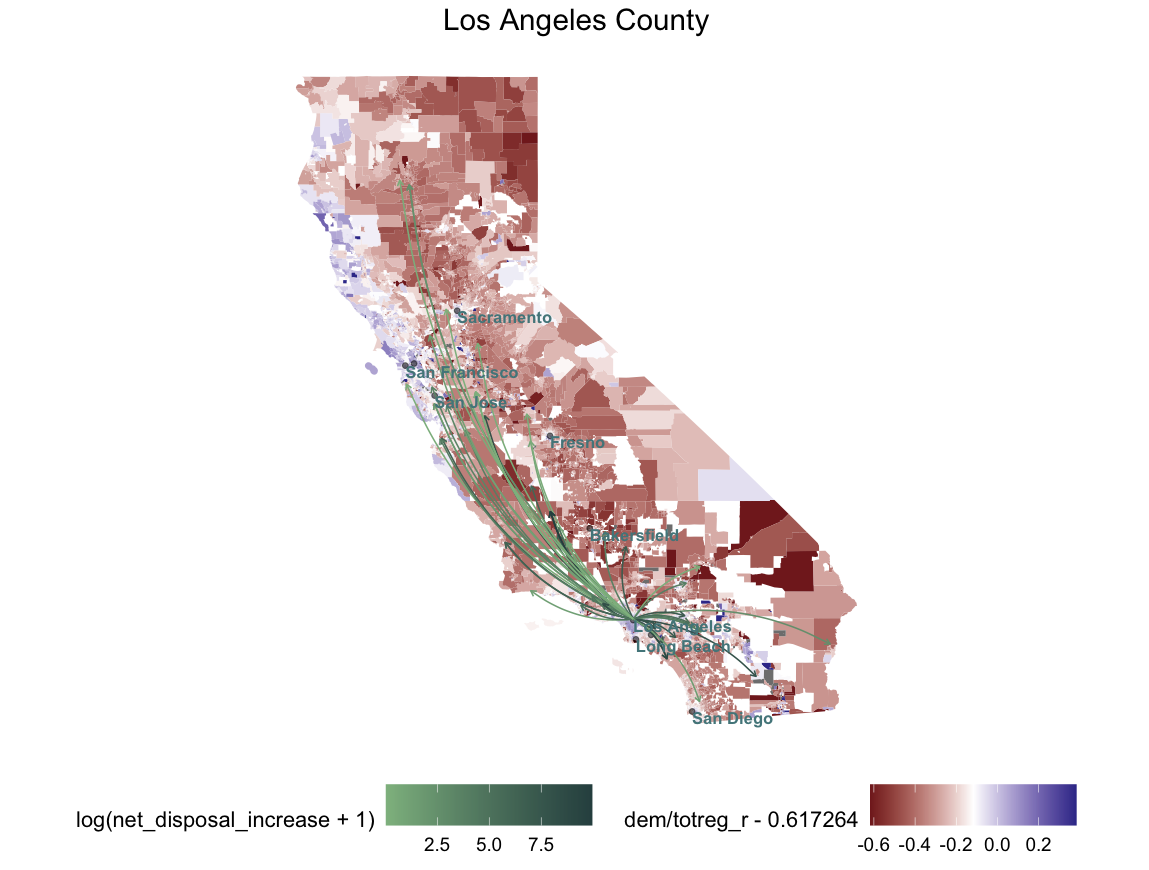 Los Angeles County
Sacramento
San Francisco
San Jose
Fresno
Bakersfield
Los Angeles
Long Beach
San Diego
log(net_disposal_increase + 1)
2.5 5.0 7.5
dem/totreg_r - 0.617264
-0.6 -0.4 -0.2 0.0 0.2